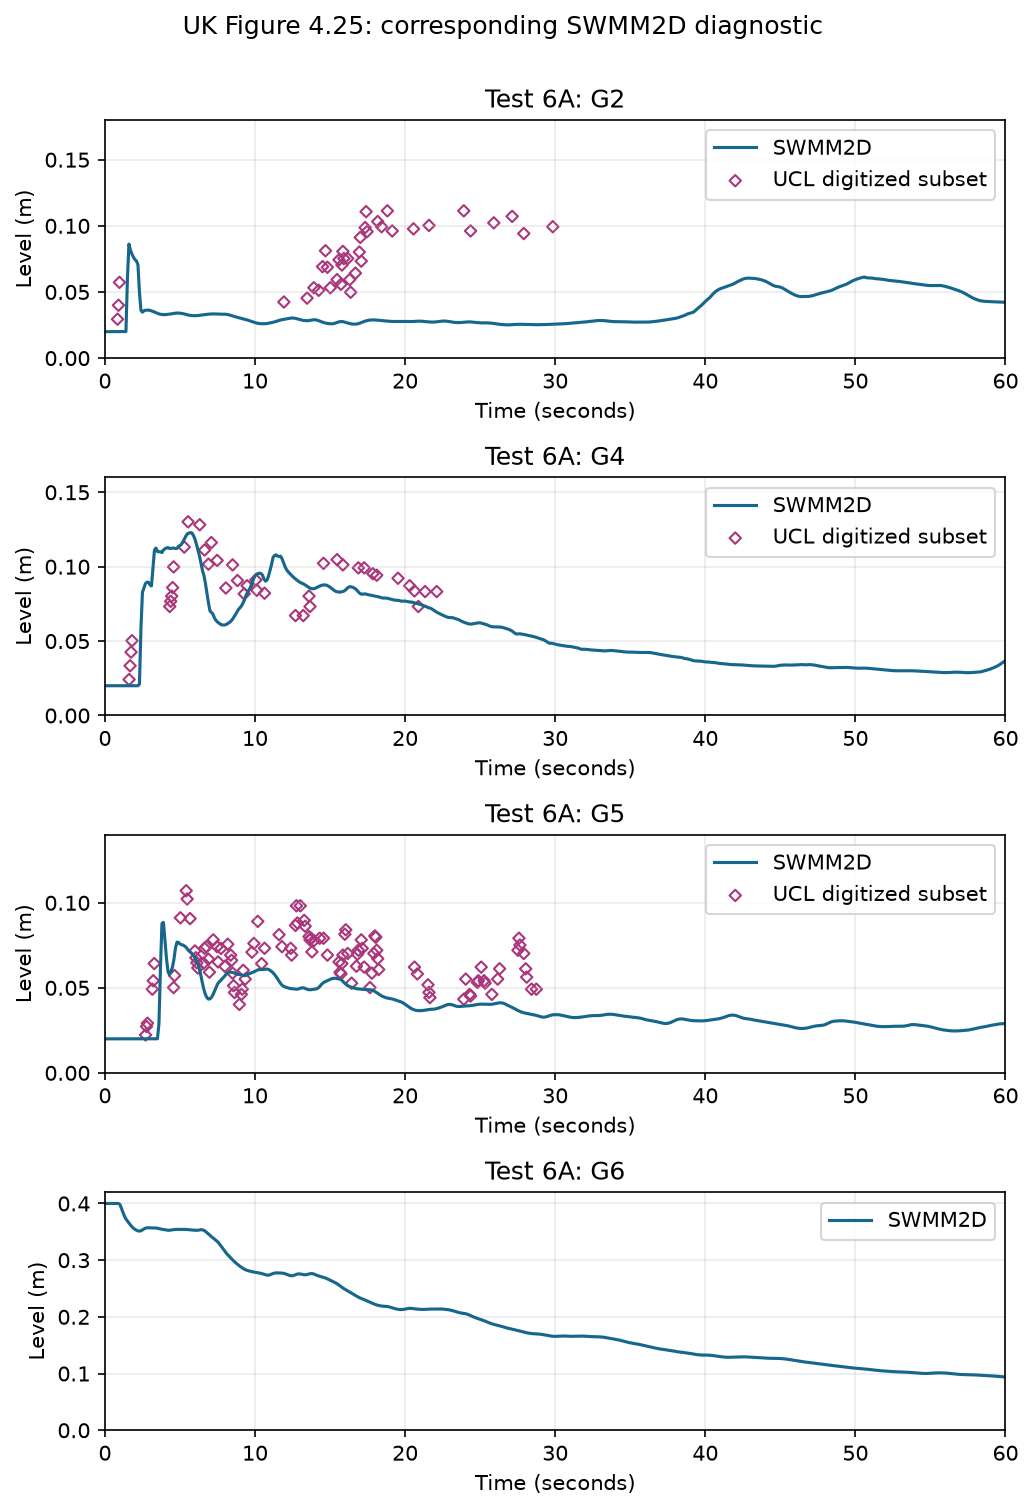 UK Figure 4.25: corresponding SWMM2D diagnostic
Test 6A: G2
SWMM2D
UCL digitized subset
Level (m)
0.15
0.10
0.05
0.00
0 10 20 30 40 50 60
Time (seconds)
Test 6A: G4
SWMM2D
UCL digitized subset
Level (m)
0.15
0.10
0.05
0.00
0 10 20 30 40 50 60
Time (seconds)
Test 6A: G5
SWMM2D
UCL digitized subset
Level (m)
0.10
0.05
0.00
0 10 20 30 40 50 60
Time (seconds)
Test 6A: G6
SWMM2D
Level (m)
0.4
0.3
0.2
0.1
0.0
0 10 20 30 40 50 60
Time (seconds)